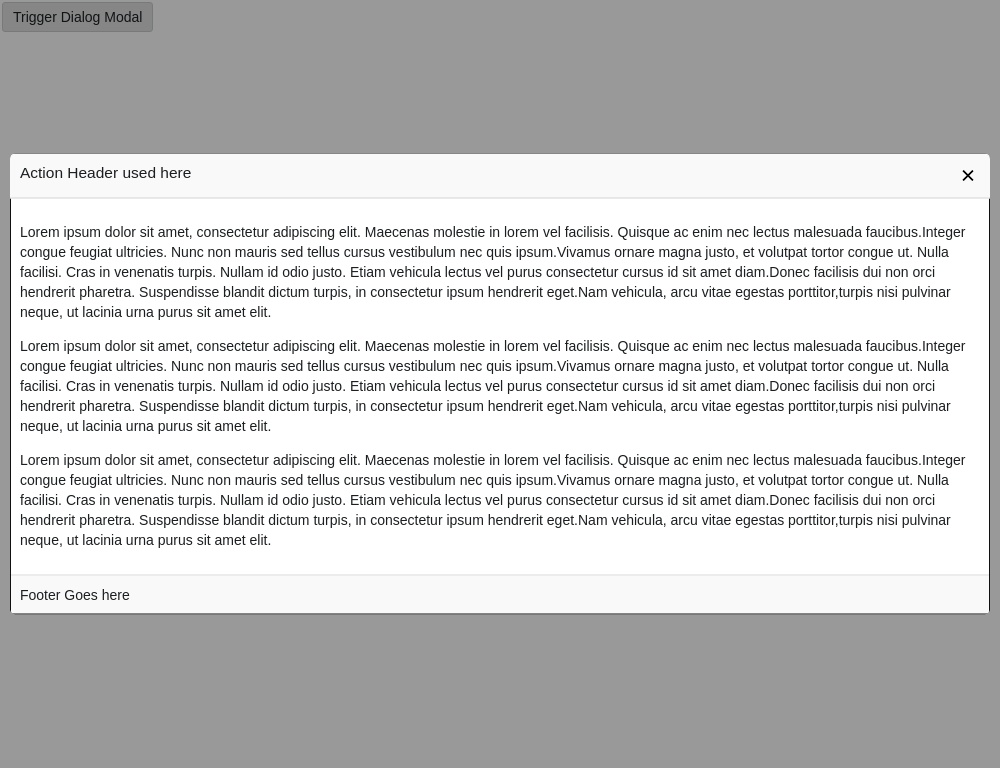 Trigger Dialog Modal
Action Header used here
Lorem ipsum dolor sit amet, consectetur adipiscing elit. Maecenas molestie in lorem vel facilisis. Quisque ac enim nec lectus malesuada faucibus.Integer
congue feugiat ultricies. Nunc non mauris sed tellus cursus vestibulum nec quis ipsum.Vivamus ornare magna justo, et volutpat tortor congue ut. Nulla
facilisi. Cras in venenatis turpis. Nullam id odio justo. Etiam vehicula lectus vel purus consectetur cursus id sit amet diam.Donec facilisis dui non orci
hendrerit pharetra. Suspendisse blandit dictum turpis, in consectetur ipsum hendrerit eget.Nam vehicula, arcu vitae egestas porttitor,turpis nisi pulvinar
neque, ut lacinia urna purus sit amet elit.
Lorem ipsum dolor sit amet, consectetur adipiscing elit. Maecenas molestie in lorem vel facilisis. Quisque ac enim nec lectus malesuada faucibus.Integer
congue feugiat ultricies. Nunc non mauris sed tellus cursus vestibulum nec quis ipsum.Vivamus ornare magna justo, et volutpat tortor congue ut. Nulla
facilisi. Cras in venenatis turpis. Nullam id odio justo. Etiam vehicula lectus vel purus consectetur cursus id sit amet diam.Donec facilisis dui non orci
hendrerit pharetra. Suspendisse blandit dictum turpis, in consectetur ipsum hendrerit eget.Nam vehicula, arcu vitae egestas porttitor,turpis nisi pulvinar
neque, ut lacinia urna purus sit amet elit.
Lorem ipsum dolor sit amet, consectetur adipiscing elit. Maecenas molestie in lorem vel facilisis. Quisque ac enim nec lectus malesuada faucibus.Integer
congue feugiat ultricies. Nunc non mauris sed tellus cursus vestibulum nec quis ipsum.Vivamus ornare magna justo, et volutpat tortor congue ut. Nulla
facilisi. Cras in venenatis turpis. Nullam id odio justo. Etiam vehicula lectus vel purus consectetur cursus id sit amet diam.Donec facilisis dui non orci
hendrerit pharetra. Suspendisse blandit dictum turpis, in consectetur ipsum hendrerit eget.Nam vehicula, arcu vitae egestas porttitor,turpis nisi pulvinar
neque, ut lacinia urna purus sit amet elit.
Footer Goes here